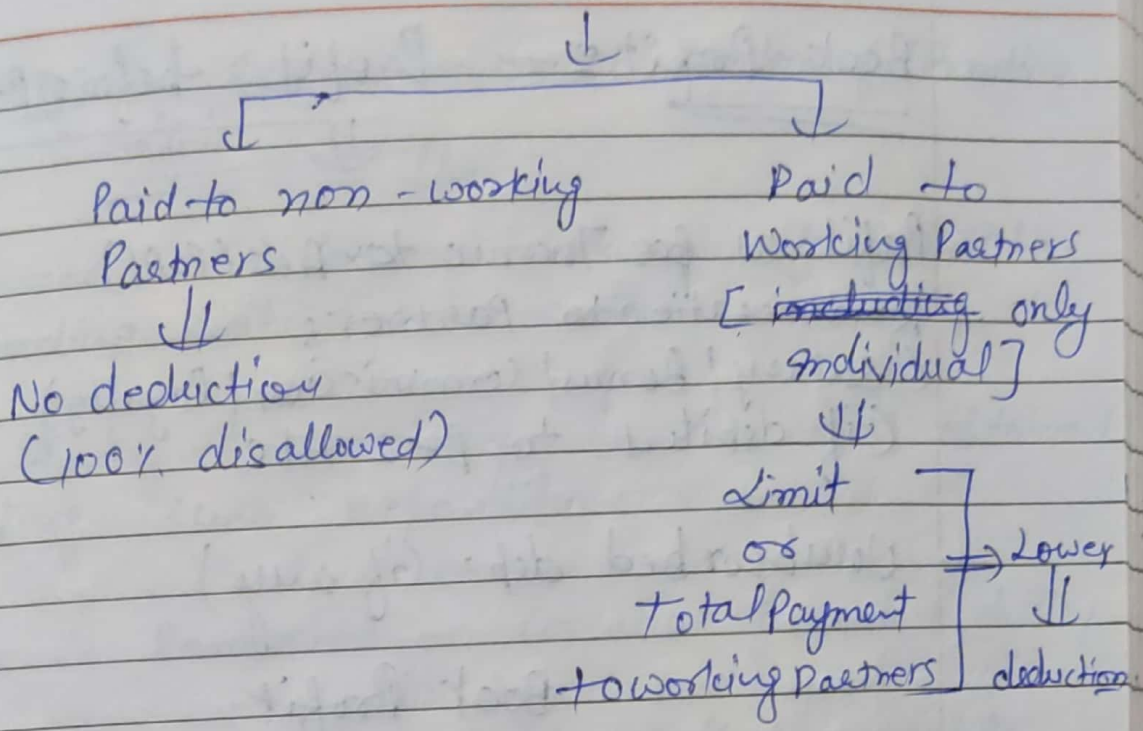 Paid to non-working
Partners
No deduction
(100% disallowed)
Paid to
Working Partners
[ including only
Individual]
Limit
or
Total Payment
to working Partners
Lower
deduction